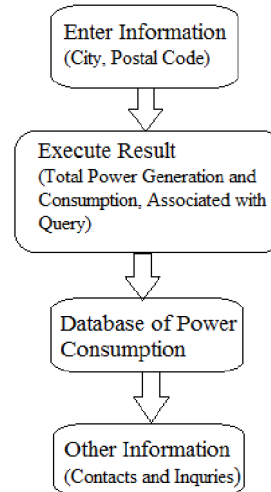 Enter Information
(City, Postal Code)
Execute Result
(Total Power Generation and
Consumption, Associated with
Query)
Database of Power
Consumption
Other Information
(Contacts and Inquries)